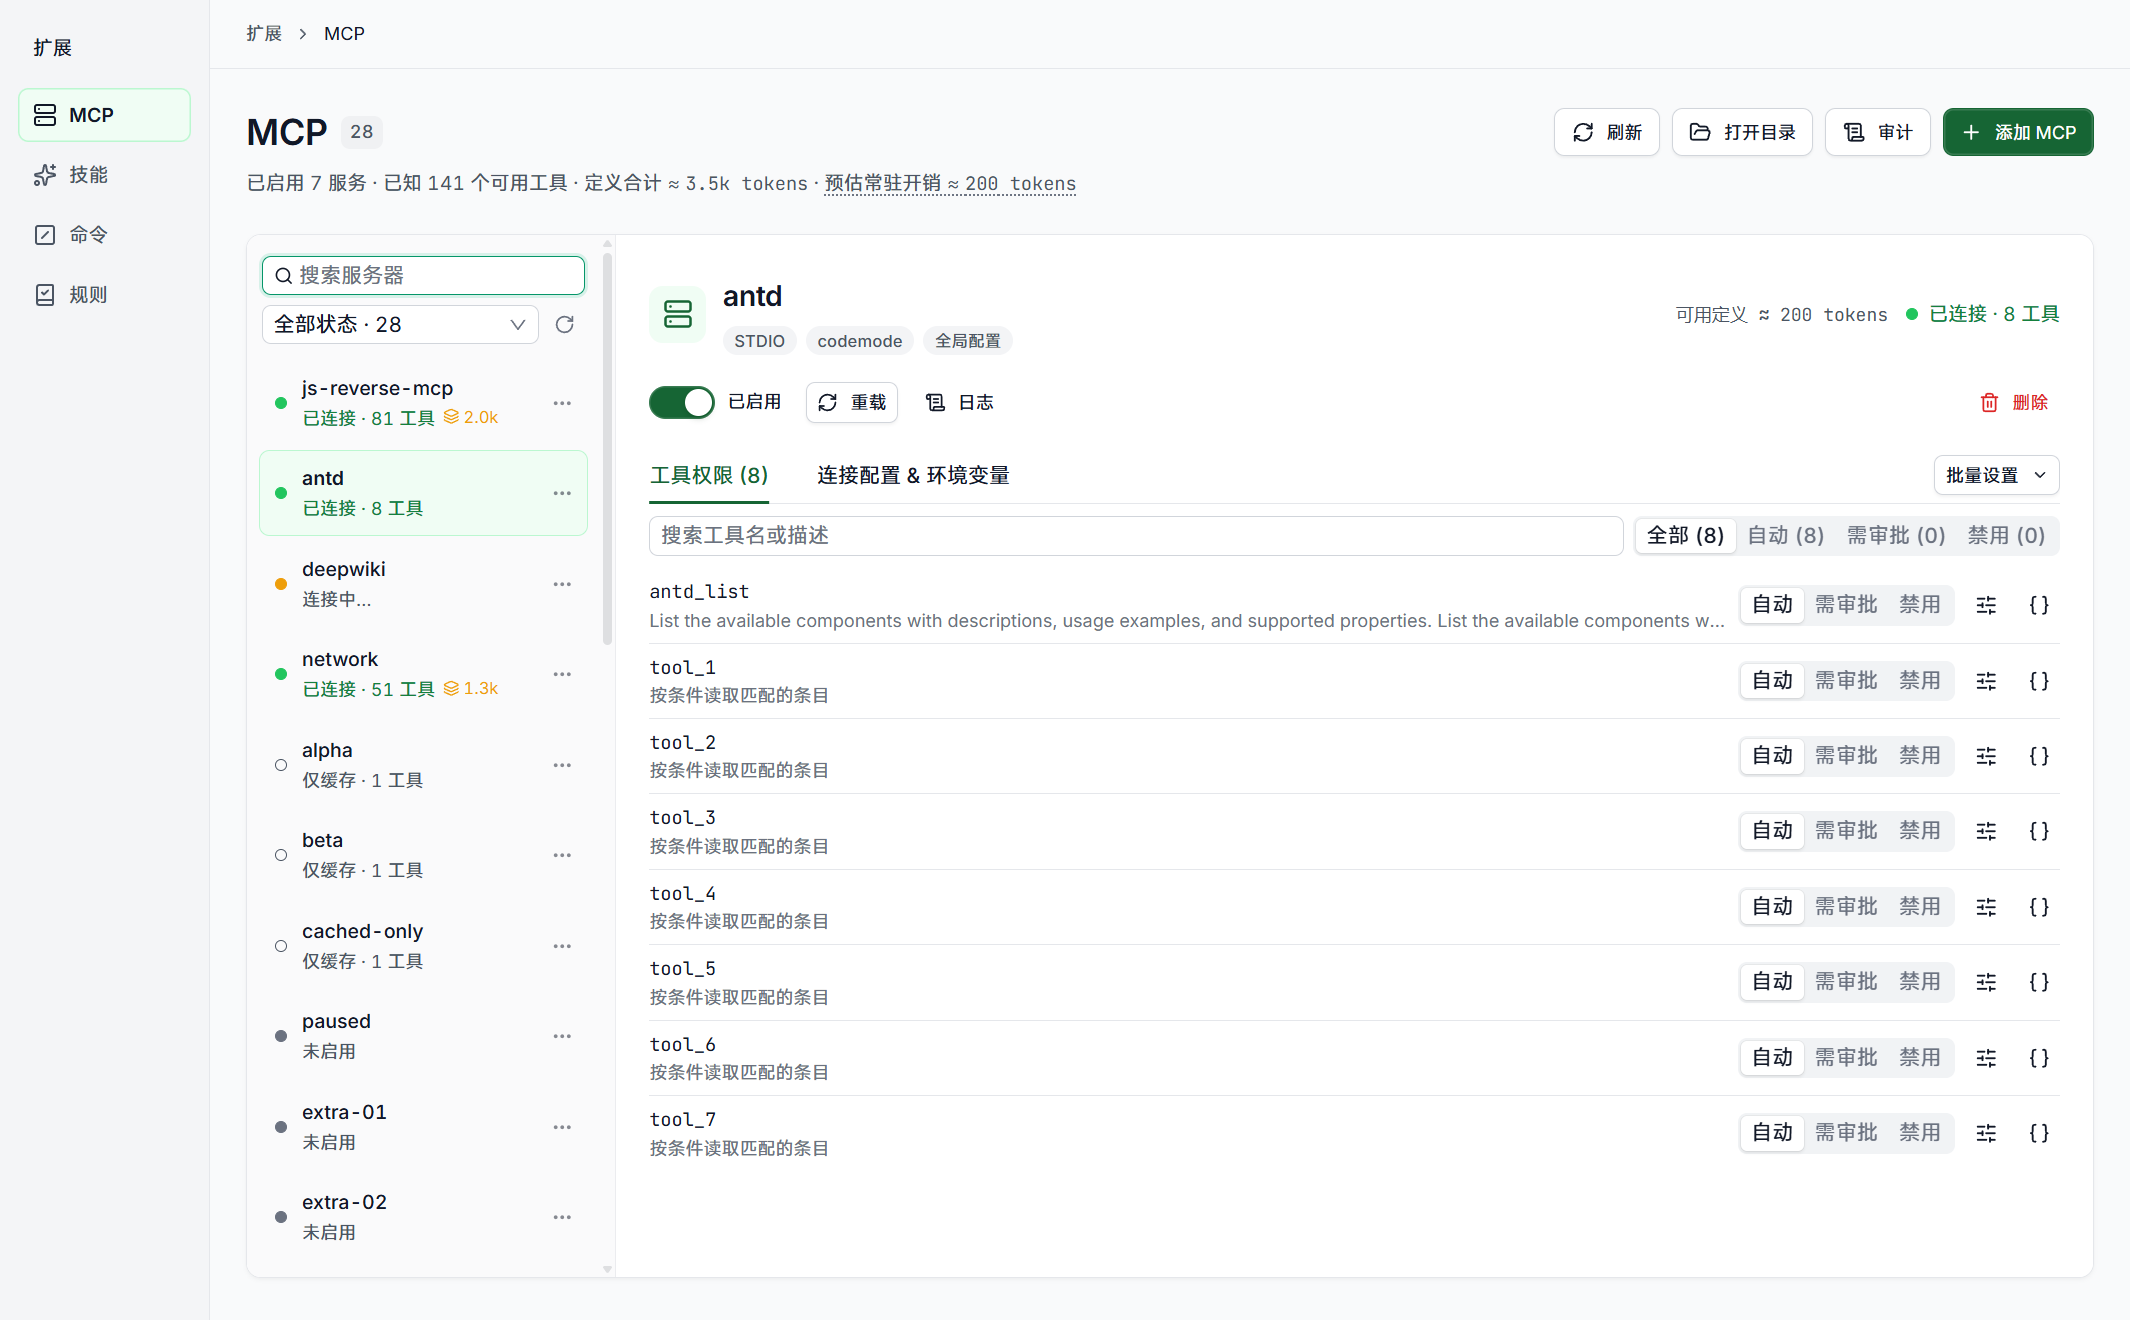 扩展
MCP
技能
命令
规则
扩展 > MCP
MCP 28
刷新
打开目录
审计
添加 MCP
已启用 7 服务 · 已知 141 个可用工具 · 定义合计 ≈ 3.5k tokens · 预估常驻开销 ≈ 200 tokens
搜索服务器
全部状态 · 28
js-reverse-mcp
已连接 · 81 工具 2.0k
antd
已连接 · 8 工具
deepwiki
连接中...
network
已连接 · 51 工具 1.3k
alpha
仅缓存 · 1 工具
beta
仅缓存 · 1 工具
cached-only
仅缓存 · 1 工具
paused
未启用
extra-01
未启用
extra-02
未启用
antd
STDIO codemode 全局配置
可用定义 ≈ 200 tokens 已连接 · 8 工具
已启用 重载 日志 删除
工具权限 (8) 连接配置 & 环境变量 批量设置
搜索工具名或描述 全部 (8) 自动 (8) 需审批 (0) 禁用 (0)
antd_list
List the available components with descriptions, usage examples, and supported properties. List the available components w...
自动 需审批 禁用 {}
tool_1
按条件读取匹配的条目
自动 需审批 禁用 {}
tool_2
按条件读取匹配的条目
自动 需审批 禁用 {}
tool_3
按条件读取匹配的条目
自动 需审批 禁用 {}
tool_4
按条件读取匹配的条目
自动 需审批 禁用 {}
tool_5
按条件读取匹配的条目
自动 需审批 禁用 {}
tool_6
按条件读取匹配的条目
自动 需审批 禁用 {}
tool_7
按条件读取匹配的条目
自动 需审批 禁用 {}